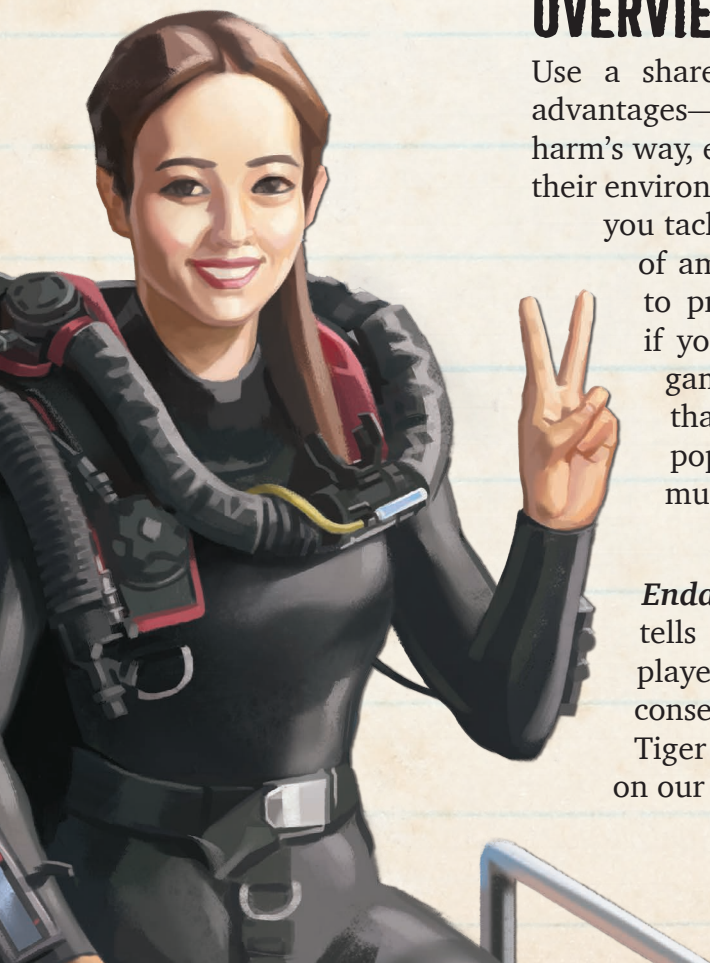 OVERVIE
Use a share
advantages—
harm's way, e
their environ
you tack
of am
to pr
if yo
gam
tha
pop
mu
Enda
tells
playe
conse
Tiger
on our